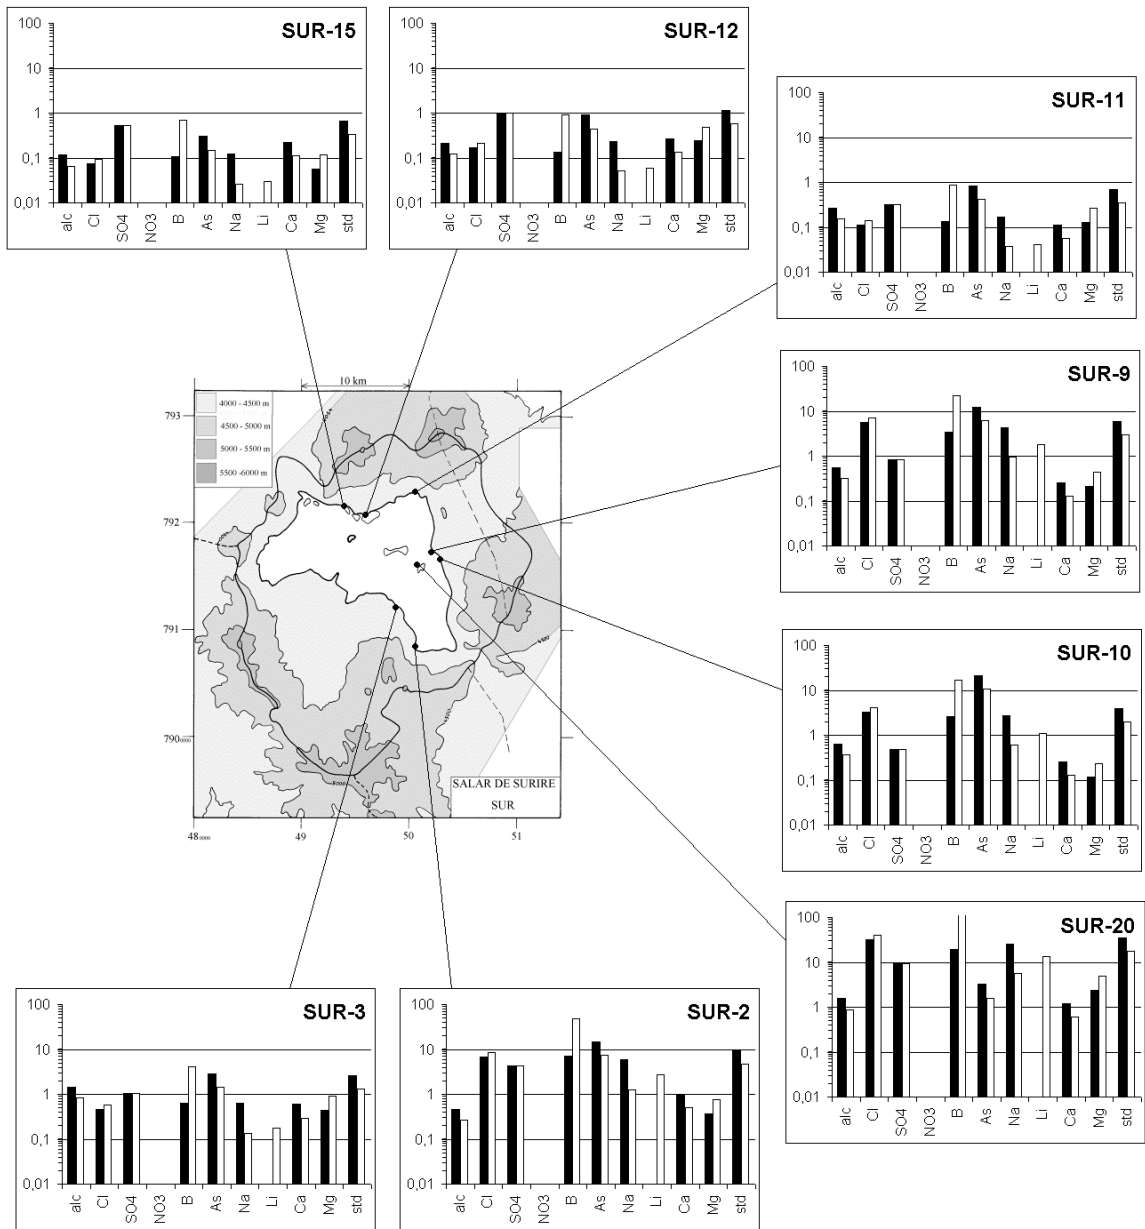 SUR-15
100
10
1
0,1
0,01
alc Cl SO4 NO3 B As Na Li Ca Mg std
SUR-12
100
10
1
0,1
0,01
alc Cl SO4 NO3 B As Na Li Ca Mg std
SUR-11
100
10
1
0,1
0,01
alc Cl SO4 NO3 B As Na Li Ca Mg std
SUR-9
100
10
1
0,1
0,01
alc Cl SO4 NO3 B As Na Li Ca Mg std
10 km
4000 - 4500 m
4500 - 5000 m
5000 - 5500 m
5500 -6000 m
793
792
791
790 0000
48 0000
49
50
51
SALAR DE SURIRE
SUR
SUR-10
100
10
1
0,1
0,01
alc Cl SO4 NO3 B As Na Li Ca Mg std
SUR-20
100
10
1
0,1
0,01
alc Cl SO4 NO3 B As Na Li Ca Mg std
SUR-3
100
10
1
0,1
0,01
alc Cl SO4 NO3 B As Na Li Ca Mg std
SUR-2
100
10
1
0,1
0,01
alc Cl SO4 NO3 B As Na Li Ca Mg std